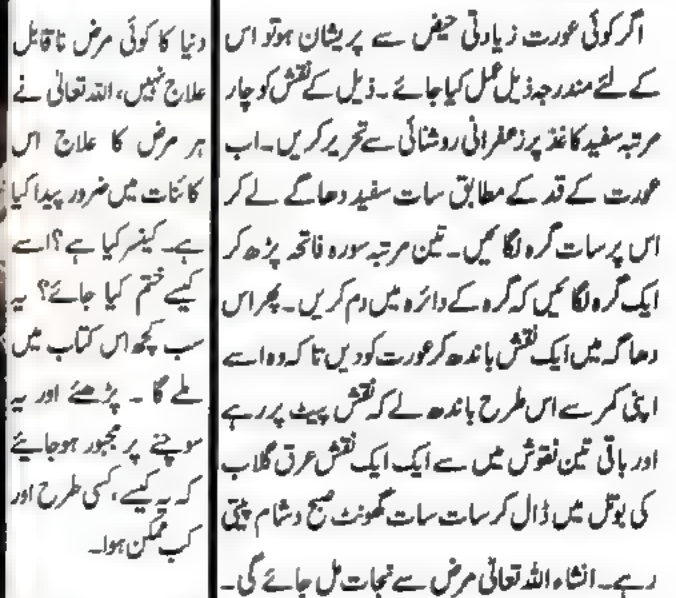 اگر کوئی عورت زیادتی حیض سے پریشان ہوتو اس
کے لئے مندرجہ ذیل عمل کیا جائے ۔ ذیل کے نقش کو چار
مرتبہ سفید کاغذ پر زعفرانی روشنائی سے تحریر کریں ۔ اب
عورت کے قد کے مطابق سات سفید دھاگے لے کر
اس پر سات گرہ لگائیں ۔ تین مرتبہ سورہ فاتحہ پڑھ کر
ایک گرہ لگائیں کہ گرہ کے دائرہ میں دم کریں ۔ پھر اس
دھاگہ میں ایک نقش باندھ کر عورت کو دیں تا کہ وہ اسے
اپنی کمر سے اس طرح باندھ لے کہ نقش پیٹ پر رہے
اور باقی تین نقوش میں سے ایک ایک نقش عرق گلاب
کی بوتل میں ڈال کر سات سات گھونٹ صبح و شام پیتی
رہے۔ انشاء اللہ تعالیٰ مرض سے نجات مل جائے گی ۔
دنیا کا کوئی مرض نا قابل
علاج نہیں، اللہ تعالیٰ نے
ہر مرض کا علاج اس
کائنات میں ضرور پیدا کیا
ہے۔ کینسر کیا ہے؟ اسے
کیسے ختم کیا جائے؟ یہ
سب کچھ اس کتاب میں
ملے گا ۔ پڑھئے اور یہ
سوچنے پر مجبور ہوجائیے
کہ یہ کیسے، کسی طرح اور
کب ممکن ہوا۔